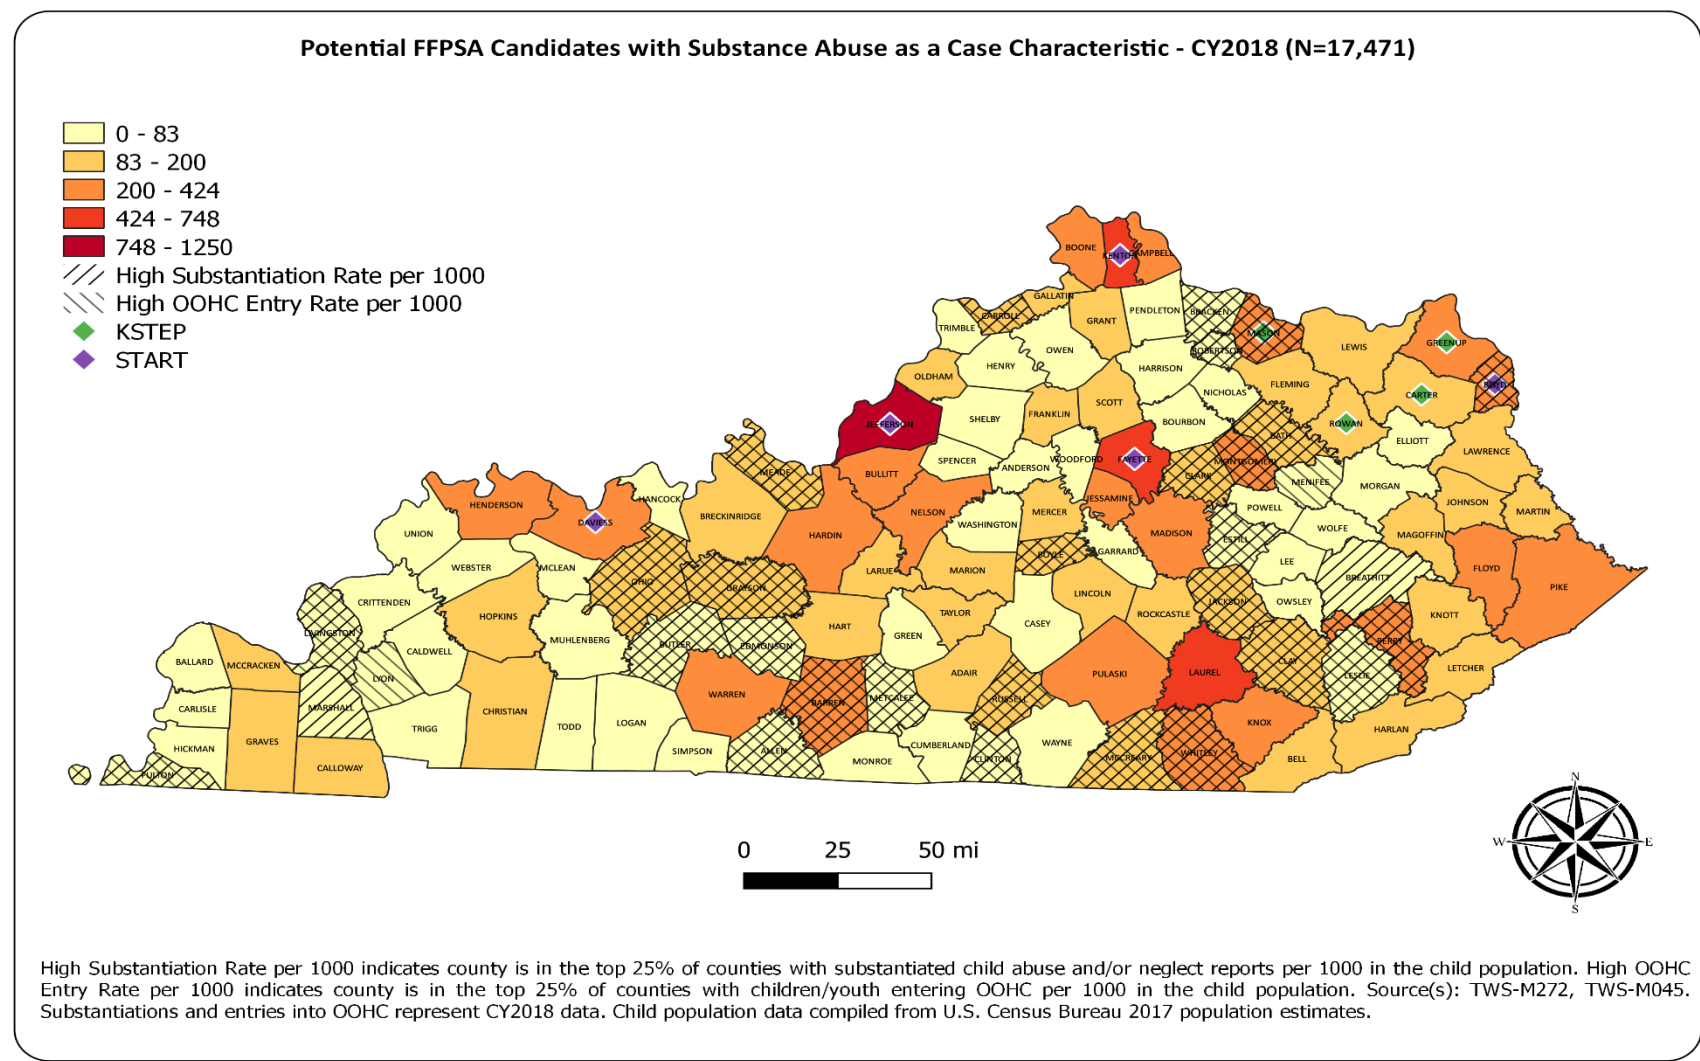 Potential FFPSA Candidates with Substance Abuse as a Case Characteristic - CY2018 (N=17,471)
0 - 83
83 - 200
200 - 424
424 - 748
748 - 1250
High Substantiation Rate per 1000
High OOHC Entry Rate per 1000
KSTEP
START
BOONE
KENTON
CAMPBELL
GALLATIN
CARROLL
TRIMBLE
GRANT
PENDLETON
BRACKEN
MASON
ROBERTSON
LEWIS
GREENUP
BOYD
OWEN
HENRY
OLDHAM
HARRISON
NICHOLAS
FLEMING
CARTER
ROWAN
JEFFERSON
SHELBY
FRANKLIN
SCOTT
BOURBON
BATH
ELLIOTT
LAWRENCE
SPENCER
ANDERSON
WOODFORD
FAYETTE
CLARK
MONTGOMERY
MENIFEE
MORGAN
JOHNSON
MARTIN
BULLITT
MEADE
HANCOCK
BRECKINRIDGE
HENDERSON
DAVIESS
UNION
HARDIN
NELSON
WASHINGTON
MERCER
JESSAMINE
MADISON
POWELL
ESTILL
WOLFE
MAGOFFIN
FLOYD
PIKE
WEBSTER
MCLEAN
OHIO
GRAYSON
LARUE
MARION
BOYLE
GARRARD
LEE
BREATHITT
OWSLEY
KNOTT
CRITTENDEN
LIVINGSTON
HOPKINS
MUHLENBERG
BUTLER
EDMONSON
HART
GREEN
TAYLOR
CASEY
LINCOLN
ROCKCASTLE
JACKSON
CLAY
PERRY
LESLIE
LETCHER
BALLARD
MCCRACKEN
CALDWELL
LYON
CARLISLE
MARSHALL
TRIGG
CHRISTIAN
TODD
LOGAN
WARREN
BARREN
METCALFE
ADAIR
RUSSELL
PULASKI
LAUREL
KNOX
HARLAN
HICKMAN
GRAVES
FULTON
CALLOWAY
SIMPSON
ALLEN
MONROE
CUMBERLAND
CLINTON
WAYNE
MCCREARY
WHITLEY
BELL
N
W
E
S
0 25 50 mi
High Substantiation Rate per 1000 indicates county is in the top 25% of counties with substantiated child abuse and/or neglect reports per 1000 in the child population. High OOHC
Entry Rate per 1000 indicates county is in the top 25% of counties with children/youth entering OOHC per 1000 in the child population. Source(s): TWS-M272, TWS-M045.
Substantiations and entries into OOHC represent CY2018 data. Child population data compiled from U.S. Census Bureau 2017 population estimates.